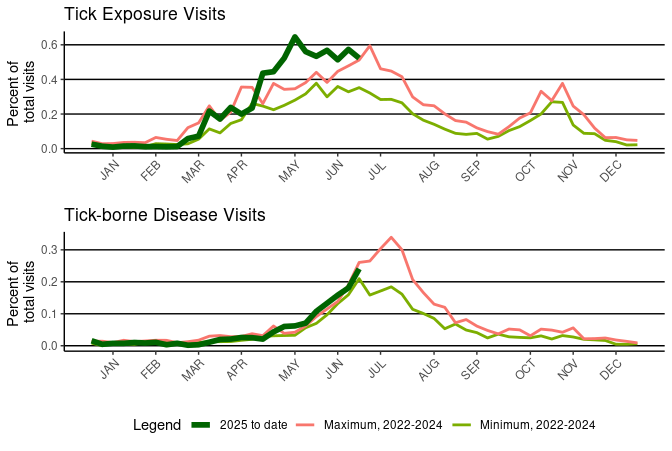 Tick Exposure Visits
Percent of
total visits
0.6
0.4
0.2
0.0
JAN
FEB
MAR
APR
MAY
JUN
JUL
AUG
SEP
OCT
NOV
DEC
Tick-borne Disease Visits
Percent of
total visits
0.3
0.2
0.1
0.0
JAN
FEB
MAR
APR
MAY
JUN
JUL
AUG
SEP
OCT
NOV
DEC
Legend 2025 to date Maximum, 2022-2024 Minimum, 2022-2024